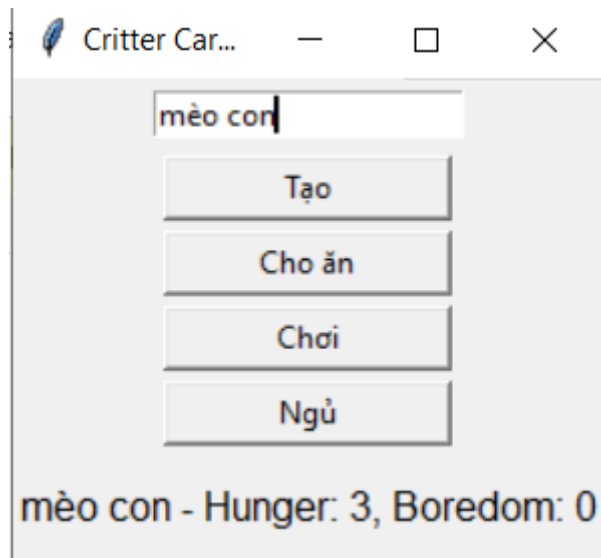 Critter Car...
mèo con
Tạo
Cho ăn
Chơi
Ngủ
mèo con - Hunger: 3, Boredom: 0